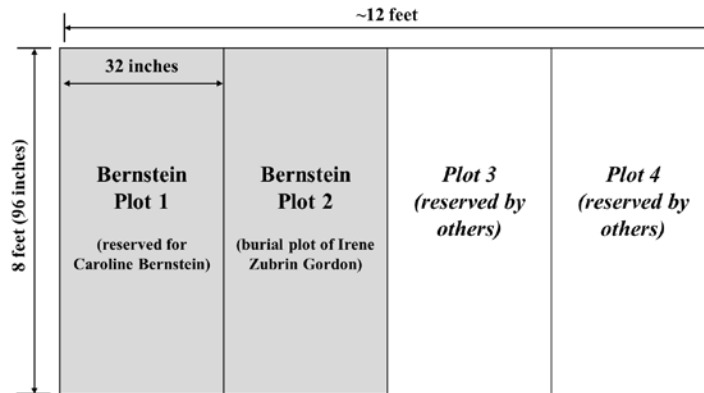 ~12 feet
32 inches
8 feet (96 inches)
Bernstein
Plot 1
(reserved for
Caroline Bernstein)
Bernstein
Plot 2
(burial plot of Irene
Zubrin Gordon)
Plot 3
(reserved by
others)
Plot 4
(reserved by
others)